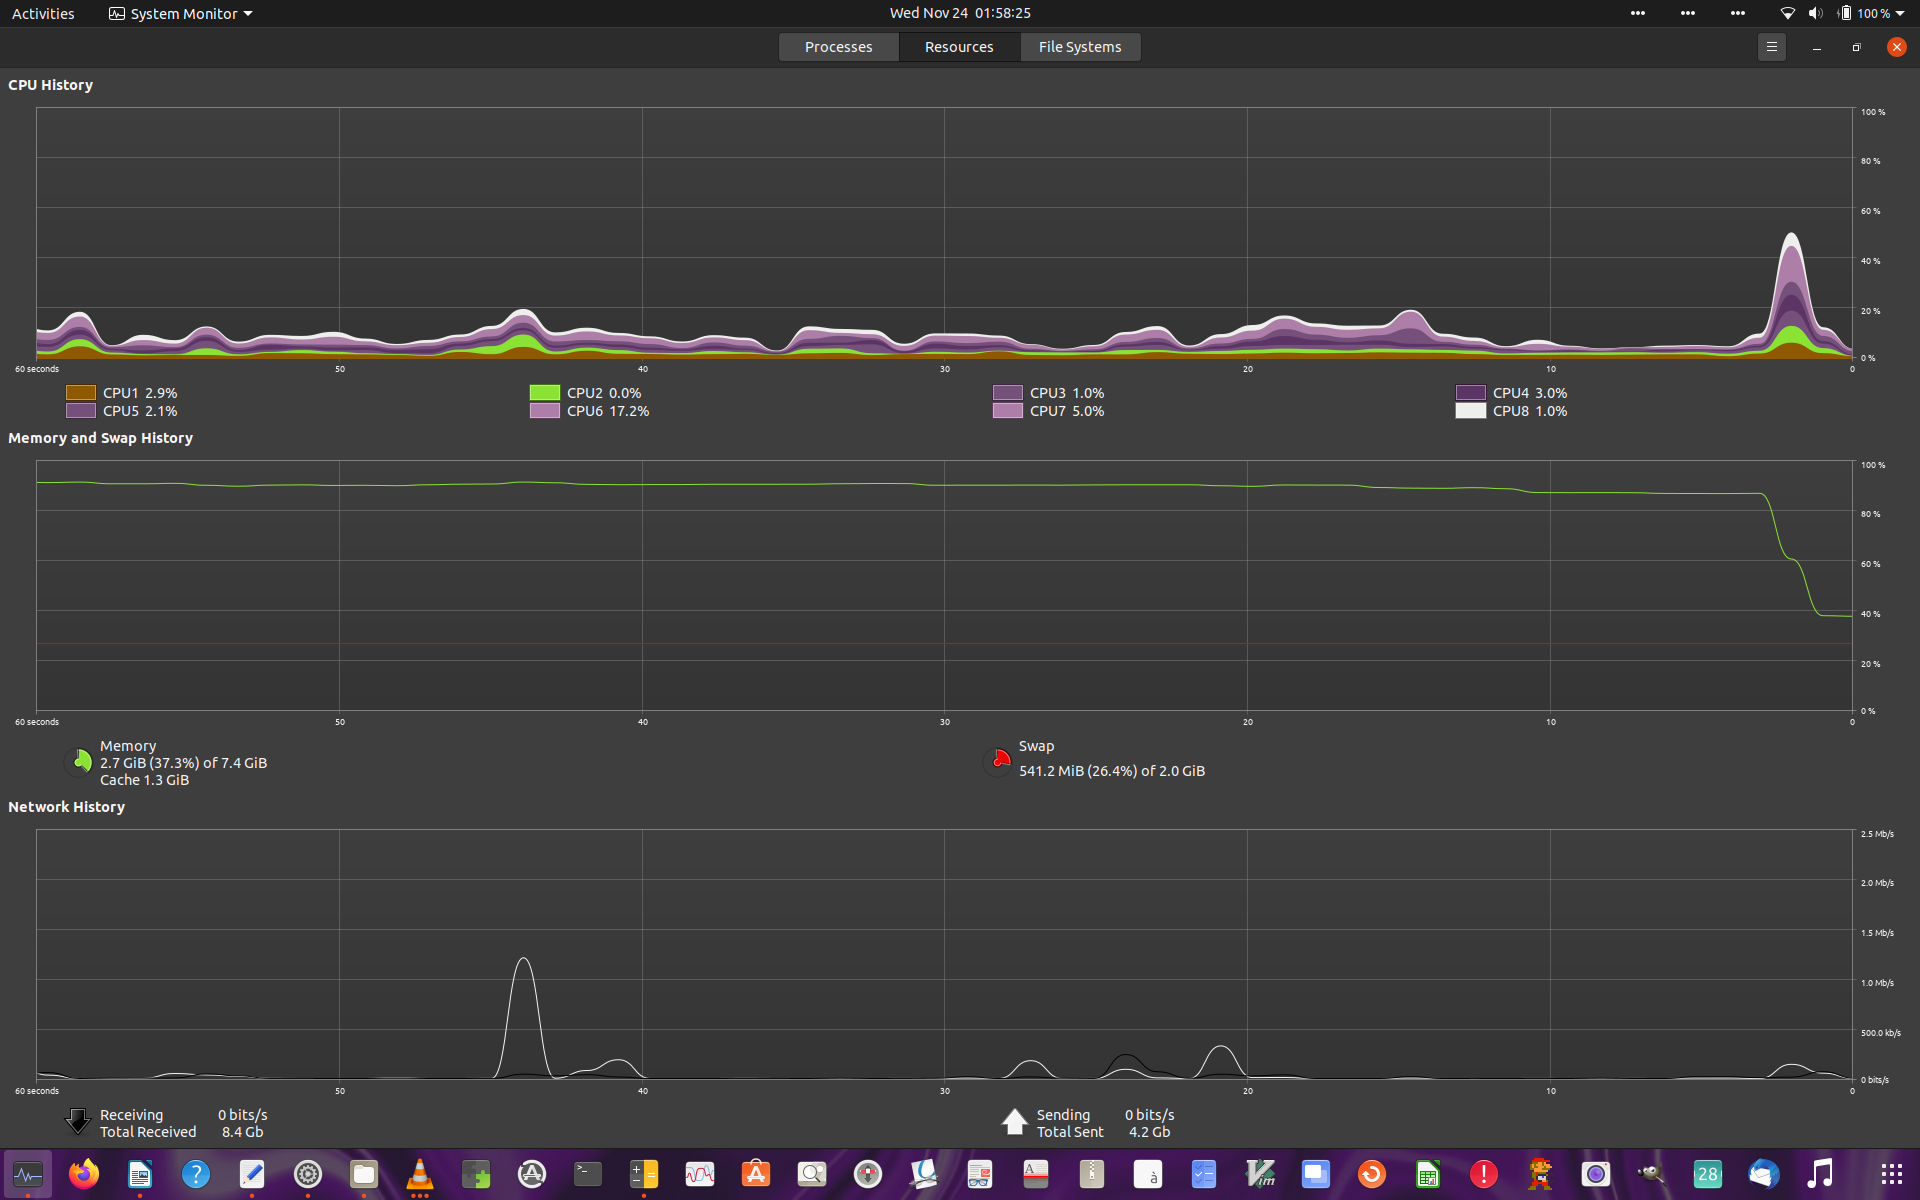 Activities System Monitor Wed Nov 24 01:58:25 100 %
Processes Resources File Systems
CPU History
100 %
80 %
60 %
40 %
20 %
0 %
60 seconds 50 40 30 20 10 0
CPU1 2.9% CPU2 0.0% CPU3 1.0% CPU4 3.0%
CPU5 2.1% CPU6 17.2% CPU7 5.0% CPU8 1.0%
Memory and Swap History
100 %
80 %
60 %
40 %
20 %
0 %
60 seconds 50 40 30 20 10 0
Memory
2.7 GiB (37.3%) of 7.4 GiB
Cache 1.3 GiB
Swap
541.2 MiB (26.4%) of 2.0 GiB
Network History
2.5 Mb/s
2.0 Mb/s
1.5 Mb/s
1.0 Mb/s
500.0 kb/s
0 bits/s
60 seconds 50 40 30 20 10 0
Receiving 0 bits/s Sending 0 bits/s
Total Received 8.4 Gb Total Sent 4.2 Gb
? >_ A à Vim ! 28